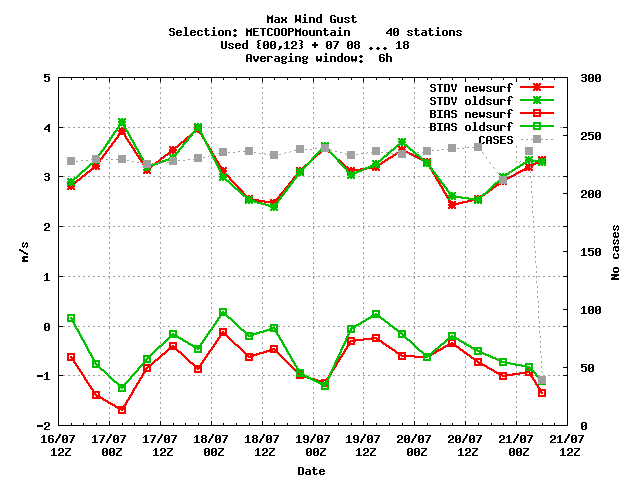 Max Wind Gust
Selection: METCOOPMountain     40 stations
Used {00,12} + 07 08 ... 18
Averaging window:  6h
5
4
3
2
1
0
-1
-2
m/s
STDV newsurf
STDV oldsurf
BIAS newsurf
BIAS oldsurf
CASES
300
250
200
150
100
50
0
No cases
16/07 17/07 17/07 18/07 18/07 19/07 19/07 20/07 20/07 21/07 21/07
12Z 00Z 12Z 00Z 12Z 00Z 12Z 00Z 12Z 00Z 12Z
Date